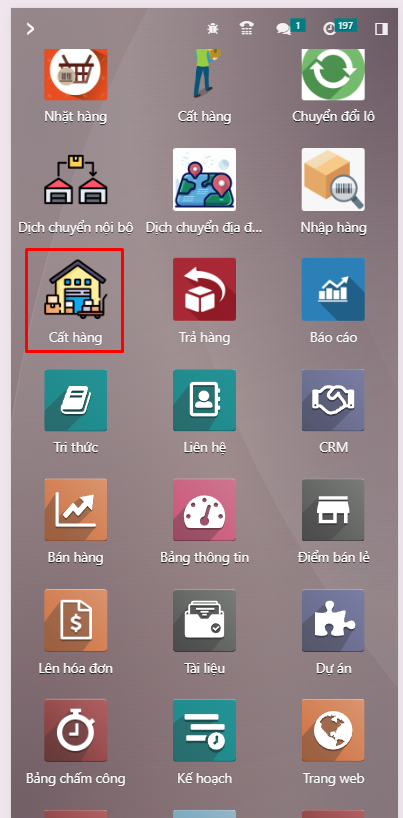 1 197
Nhặt hàng Cất hàng Chuyển đổi lô
Dịch chuyển nội bộ Dịch chuyển địa đ... Nhập hàng
Cất hàng Trả hàng Báo cáo
Tri thức Liên hệ CRM
Bán hàng Bảng thông tin Điểm bán lẻ
Lên hóa đơn Tài liệu Dự án
Bảng chấm công Kế hoạch Trang web